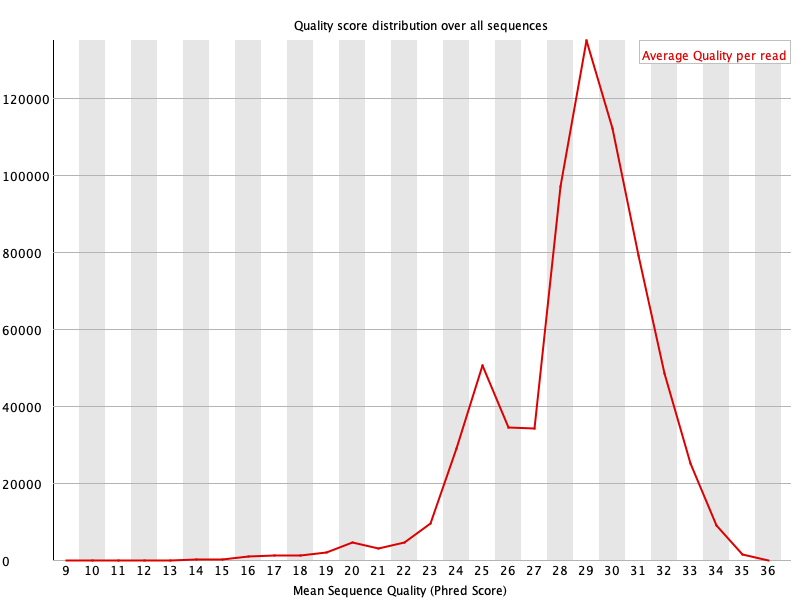 Quality score distribution over all sequences
Average Quality per read
120000
100000
80000
60000
40000
20000
0
9 10 11 12 13 14 15 16 17 18 19 20 21 22 23 24 25 26 27 28 29 30 31 32 33 34 35 36
Mean Sequence Quality (Phred Score)